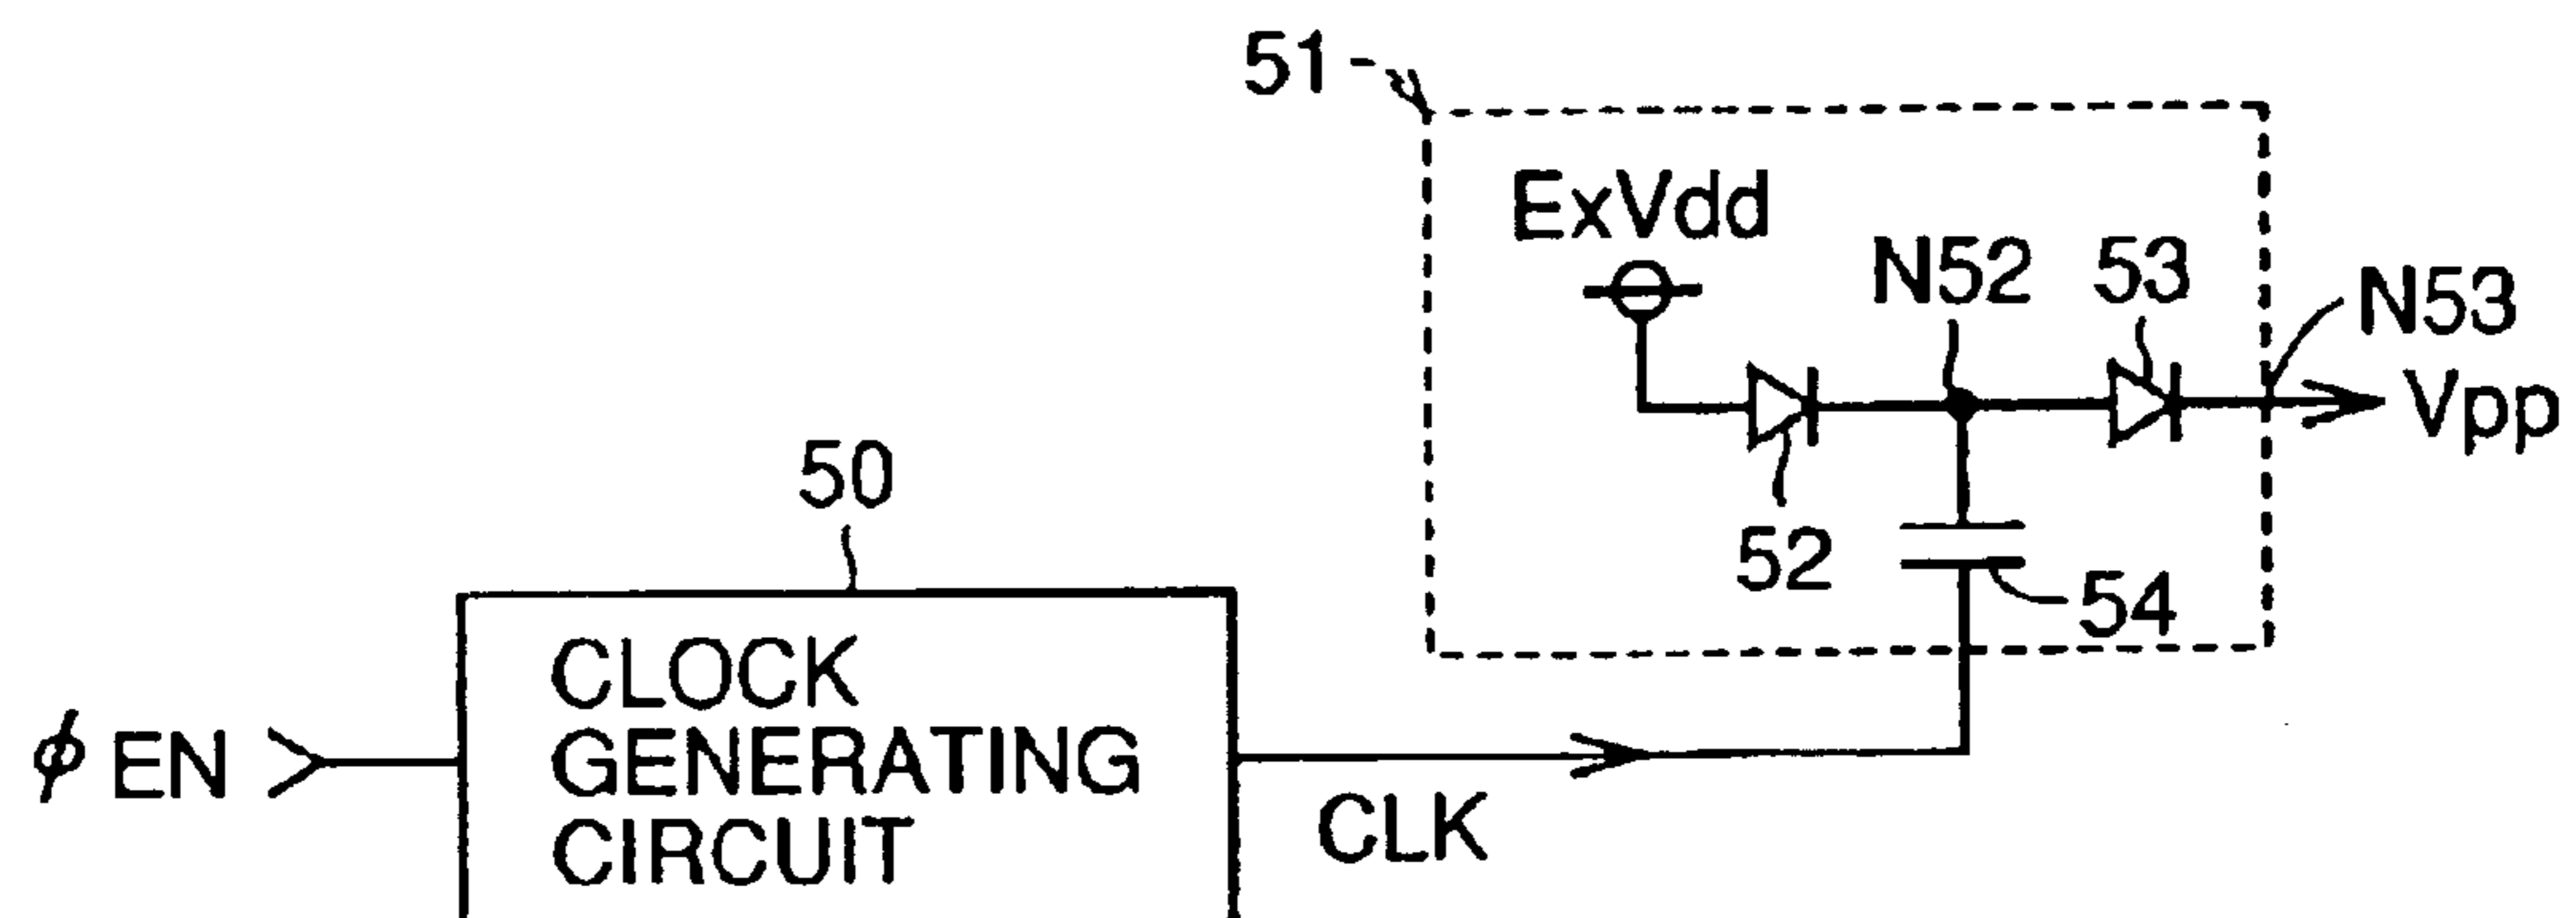 51
ExVdd
N52
53
N53
Vpp
52
54
50
CLOCK
GENERATING
CIRCUIT
ϕ EN
CLK